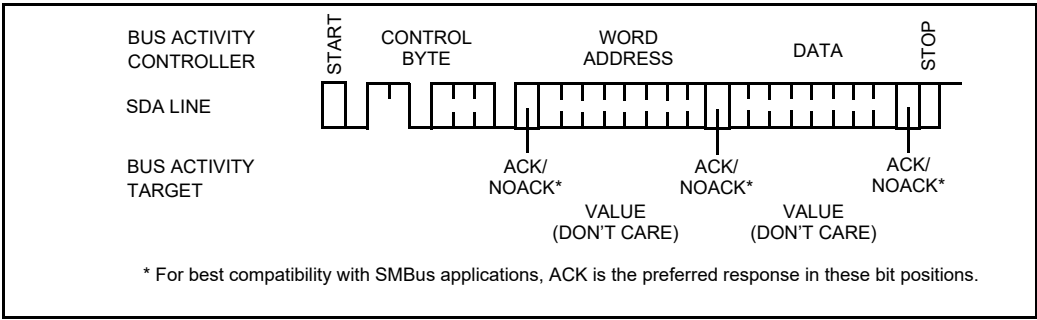 BUS ACTIVITY
CONTROLLER
START
CONTROL
BYTE
WORD
ADDRESS
DATA
STOP
SDA LINE
BUS ACTIVITY
TARGET
ACK/
NOACK*
ACK/
NOACK*
ACK/
NOACK*
VALUE
(DON'T CARE)
VALUE
(DON'T CARE)
* For best compatibility with SMBus applications, ACK is the preferred response in these bit positions.